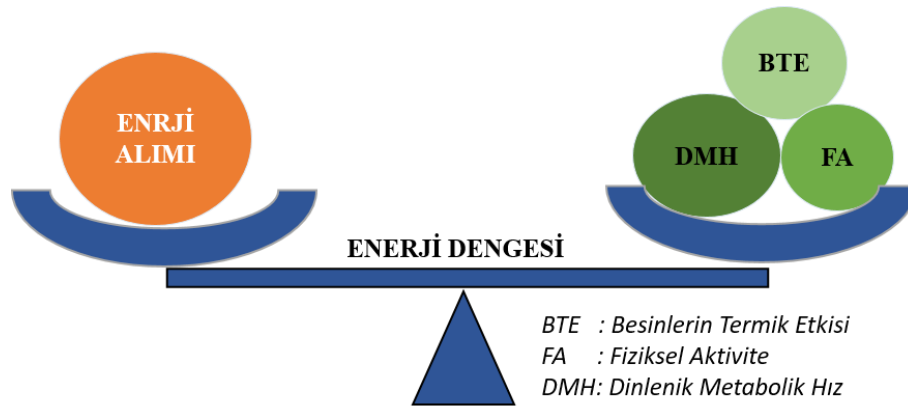 ENRJİ
ALIMI
BTE
DMH
FA
ENERJİ DENGESİ
BTE : Besinlerin Termik Etkisi
FA : Fiziksel Aktivite
DMH: Dinlenik Metabolik Hız